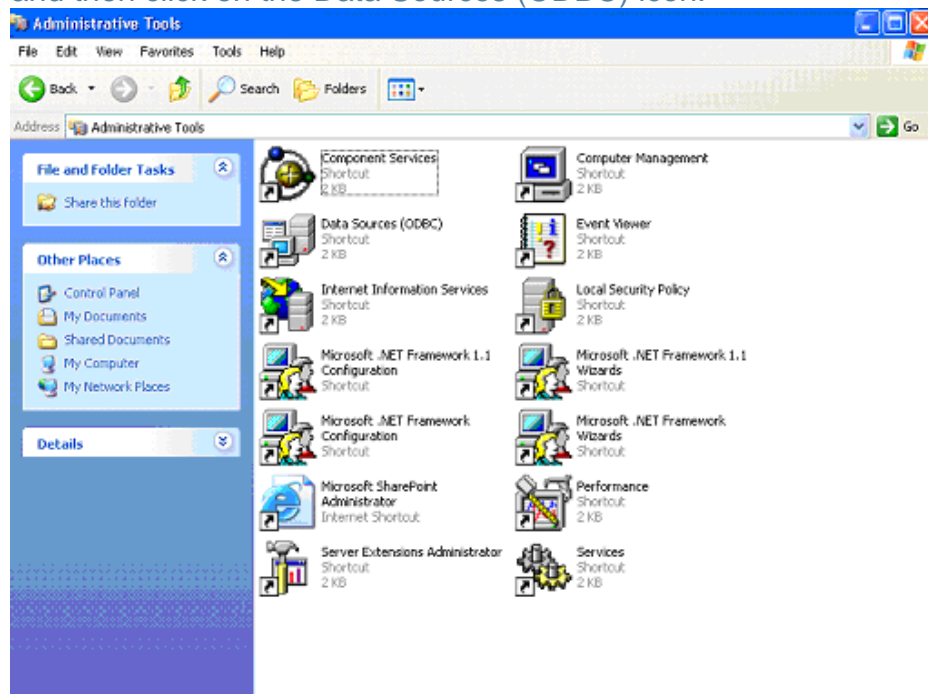 and then click on the Data Sources (ODBC) icon.
Administrative Tools
File Edit View Favorites Tools Help
Back Search Folders
Address Administrative Tools Go
File and Folder Tasks
Share this folder
Other Places
Control Panel
My Documents
Shared Documents
My Computer
My Network Places
Details
Component Services
Shortcut
2 KB
Computer Management
Shortcut
2 KB
Data Sources (ODBC)
Shortcut
2 KB
Event Viewer
Shortcut
2 KB
Internet Information Services
Shortcut
2 KB
Local Security Policy
Shortcut
2 KB
Microsoft .NET Framework 1.1
Configuration
Shortcut
Microsoft .NET Framework 1.1
Wizards
Shortcut
Microsoft .NET Framework
Configuration
Shortcut
Microsoft .NET Framework
Wizards
Shortcut
Microsoft SharePoint
Administrator
Internet Shortcut
Performance
Shortcut
2 KB
Server Extensions Administrator
Shortcut
2 KB
Services
Shortcut
2 KB